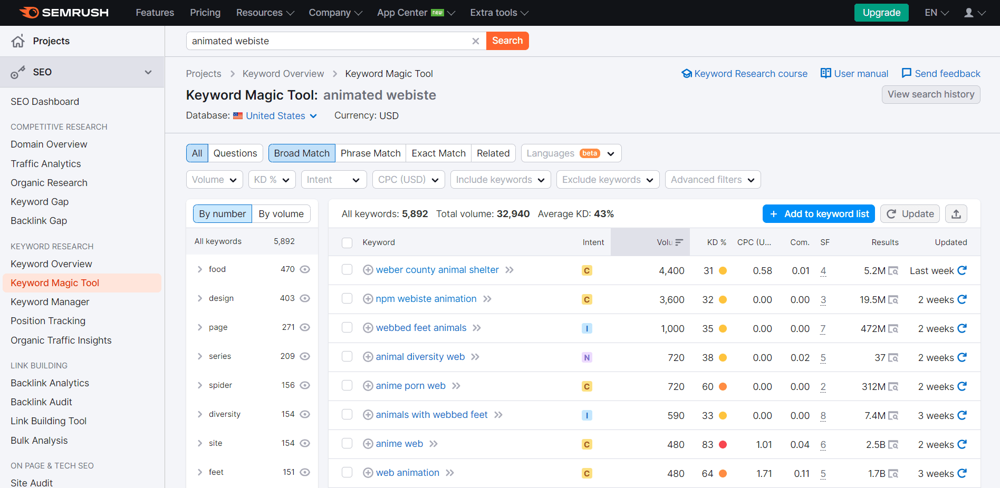 SEMRUSH Features Pricing Resources Company App Center NEW Extra tools Upgrade EN
Projects
animated webiste Search
SEO
Projects > Keyword Overview > Keyword Magic Tool Keyword Research course User manual Send feedback
Keyword Magic Tool: animated webiste View search history
Database: United States Currency: USD
SEO Dashboard
COMPETITIVE RESEARCH
Domain Overview
Traffic Analytics
Organic Research
Keyword Gap
Backlink Gap
KEYWORD RESEARCH
Keyword Overview
Keyword Magic Tool
Keyword Manager
Position Tracking
Organic Traffic Insights
LINK BUILDING
Backlink Analytics
Backlink Audit
Link Building Tool
Bulk Analysis
ON PAGE & TECH SEO
Site Audit
All Questions Broad Match Phrase Match Exact Match Related Languages beta
Volume KD % Intent CPC (USD) Include keywords Exclude keywords Advanced filters
By number By volume
All keywords 5,892
food 470
design 403
page 271
series 209
spider 156
diversity 154
site 154
feet 151
All keywords: 5,892 Total volume: 32,940 Average KD: 43% + Add to keyword list Update
Keyword Intent Volu KD % CPC (U... Com. SF Results Updated
weber county animal shelter C 4,400 31 0.58 0.01 4 5.2M Last week
npm webiste animation C 3,600 32 0.00 0.00 3 19.5M 2 weeks
webbed feet animals I 1,000 35 0.00 0.00 7 472M 2 weeks
animal diversity web N 720 38 0.00 0.02 5 37 2 weeks
anime porn web C 720 60 0.00 0.00 2 312M 2 weeks
animals with webbed feet I 590 33 0.00 0.00 8 7.4M 3 weeks
anime web C 480 83 1.01 0.04 6 2.5B 2 weeks
web animation C 480 64 1.71 0.11 5 1.7B 3 weeks